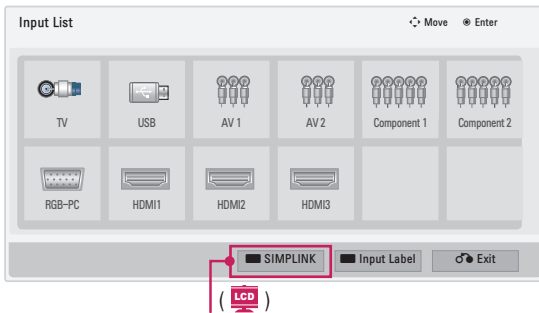 Input List Move Enter
TV USB AV 1 AV 2 Component 1 Component 2
RGB-PC HDMI1 HDMI2 HDMI3
SIMPLINK Input Label Exit
( LCD )